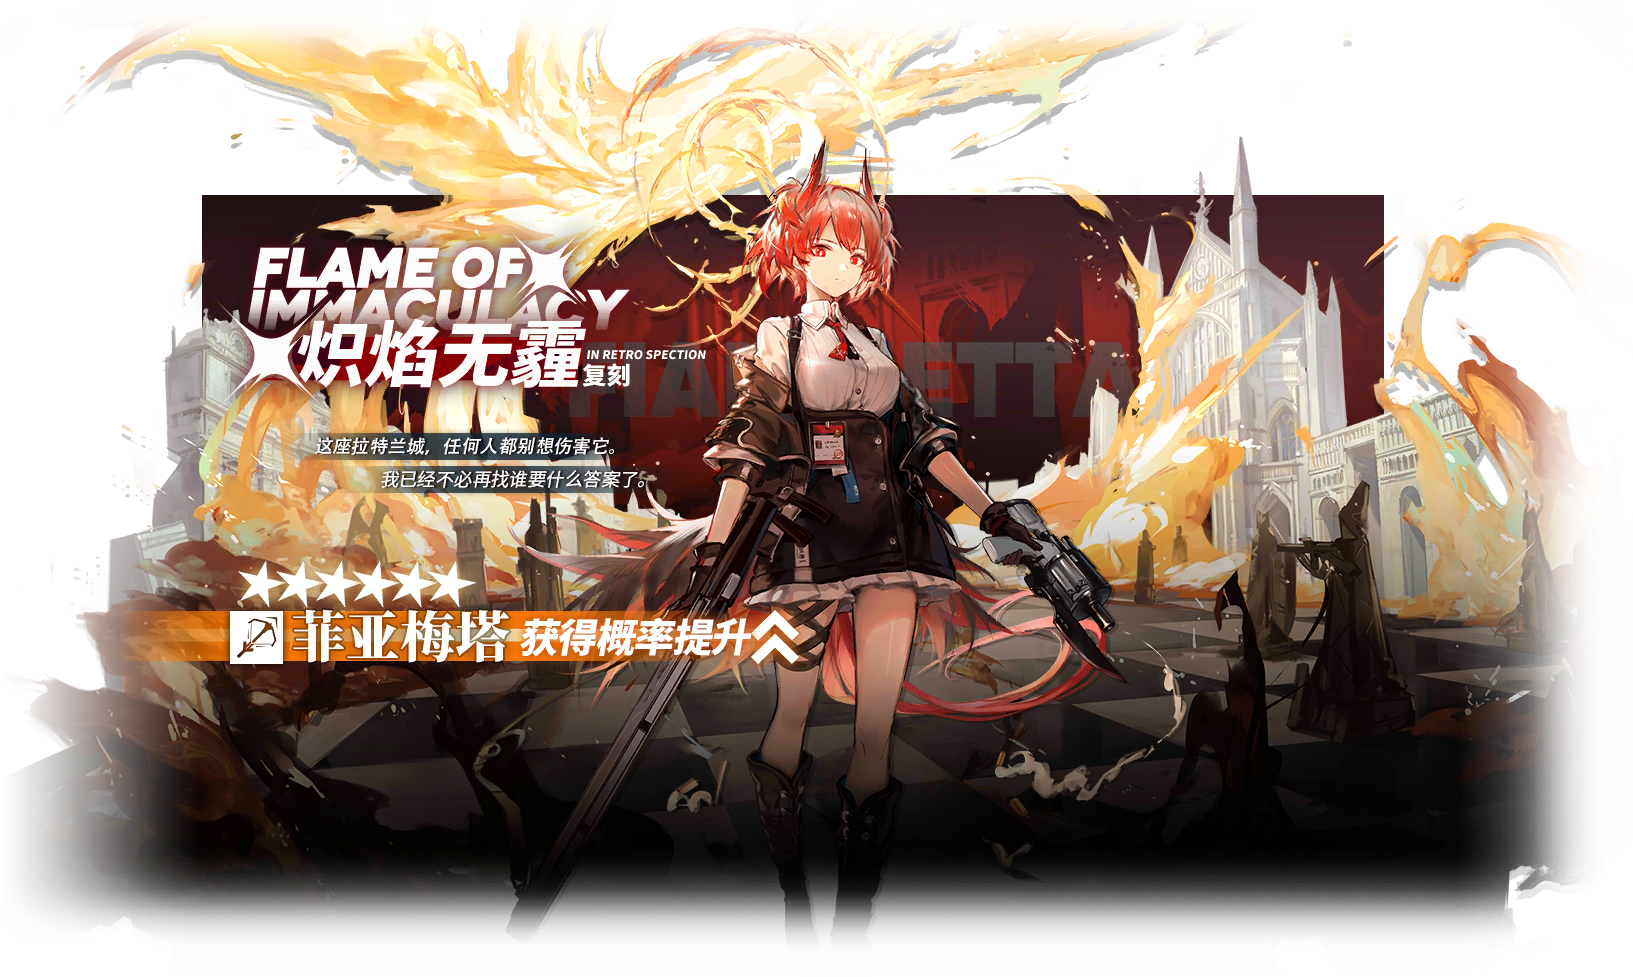 FLAME OF
IMMACULACY
炽焰无霾
IN RETRO SPECTION
复刻
FIAMMETTA
这座拉特兰城，任何人都别想伤害它。
我已经不必再找谁要什么答案了。
★★★★★★
菲亚梅塔 获得概率提升